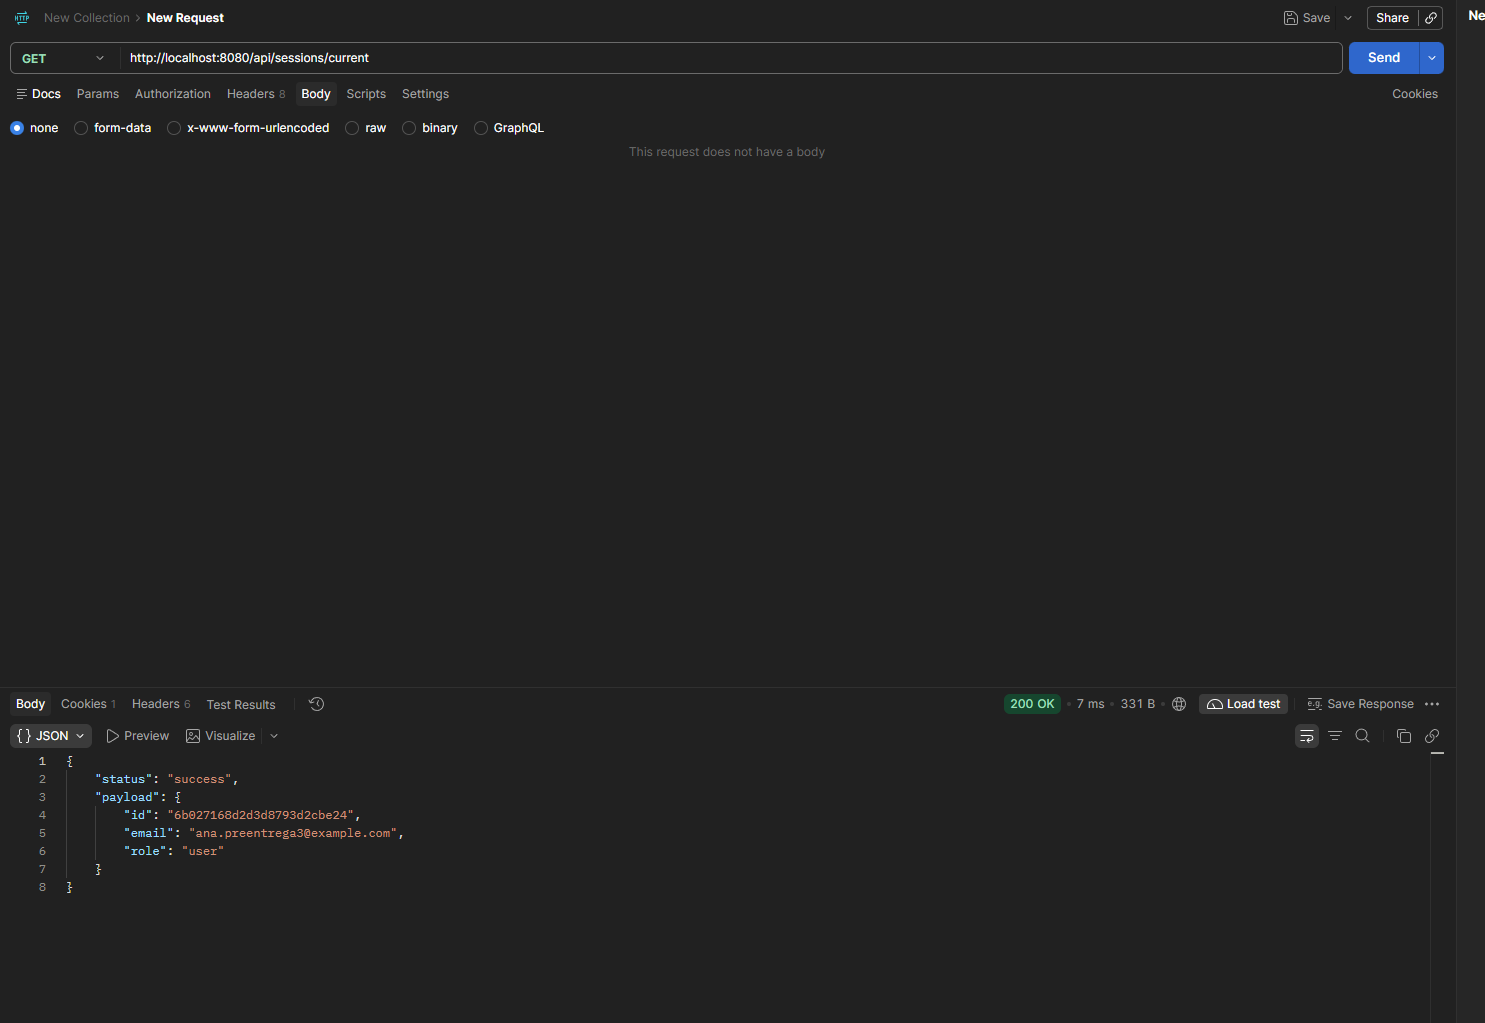 HTTP New Collection > New Request Save Share Ne
GET http://localhost:8080/api/sessions/current Send
Docs Params Authorization Headers 8 Body Scripts Settings Cookies
none form-data x-www-form-urlencoded raw binary GraphQL
This request does not have a body
Body Cookies 1 Headers 6 Test Results 200 OK • 7 ms • 331 B • Load test e.g. Save Response
{} JSON Preview Visualize
1 {
2 "status": "success",
3 "payload": {
4 "id": "6b027168d2d3d8793d2cbe24",
5 "email": "ana.preentrega3@example.com",
6 "role": "user"
7 }
8 }